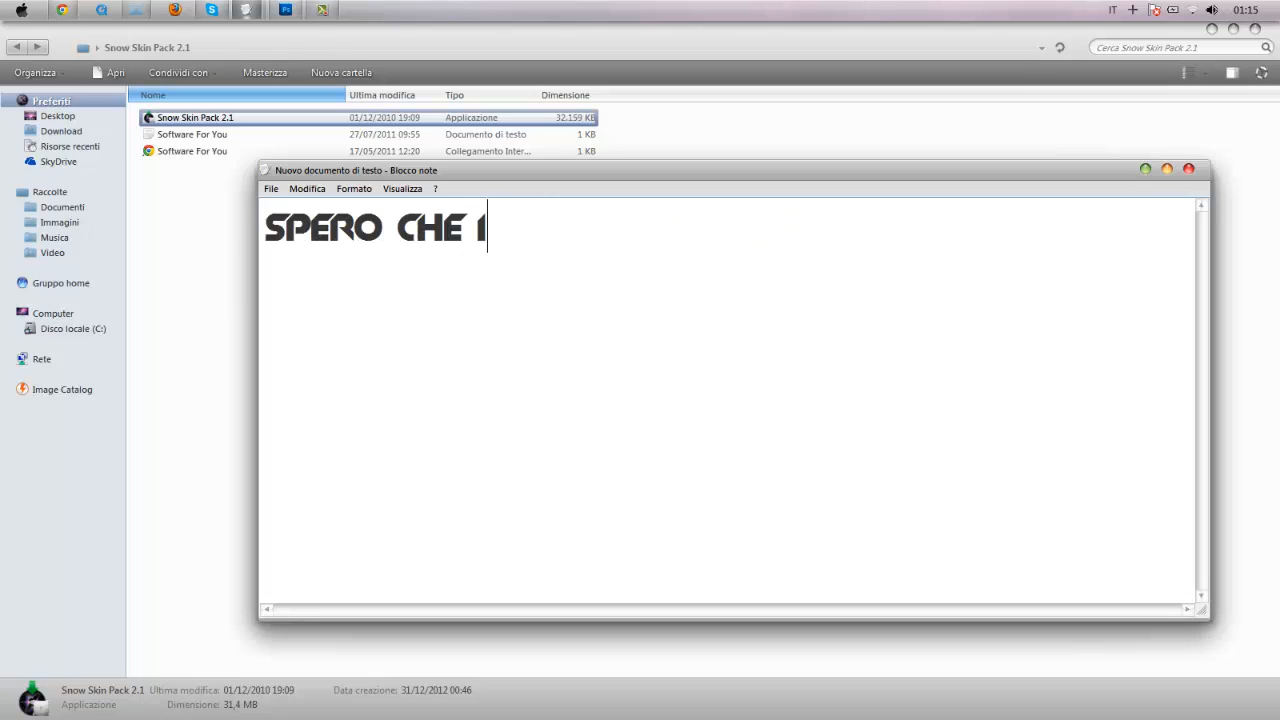 IT 01:15
Snow Skin Pack 2.1
Cerca Snow Skin Pack 2.1
Organizza Apri Condividi con Masterizza Nuova cartella
Nome Ultima modifica Tipo Dimensione
Snow Skin Pack 2.1 01/12/2010 19:09 Applicazione 32.159 KB
Software For You 27/07/2011 09:55 Documento di testo 1 KB
Software For You 17/05/2011 12:20 Collegamento Inter... 1 KB
Preferiti
Desktop
Download
Risorse recenti
SkyDrive
Raccolte
Documenti
Immagini
Musica
Video
Gruppo home
Computer
Disco locale (C:)
Rete
Image Catalog
Nuovo documento di testo - Blocco note
File Modifica Formato Visualizza ?
SPERO CHE I
Snow Skin Pack 2.1 Ultima modifica: 01/12/2010 19:09 Data creazione: 31/12/2012 00:46
Applicazione Dimensione: 31,4 MB